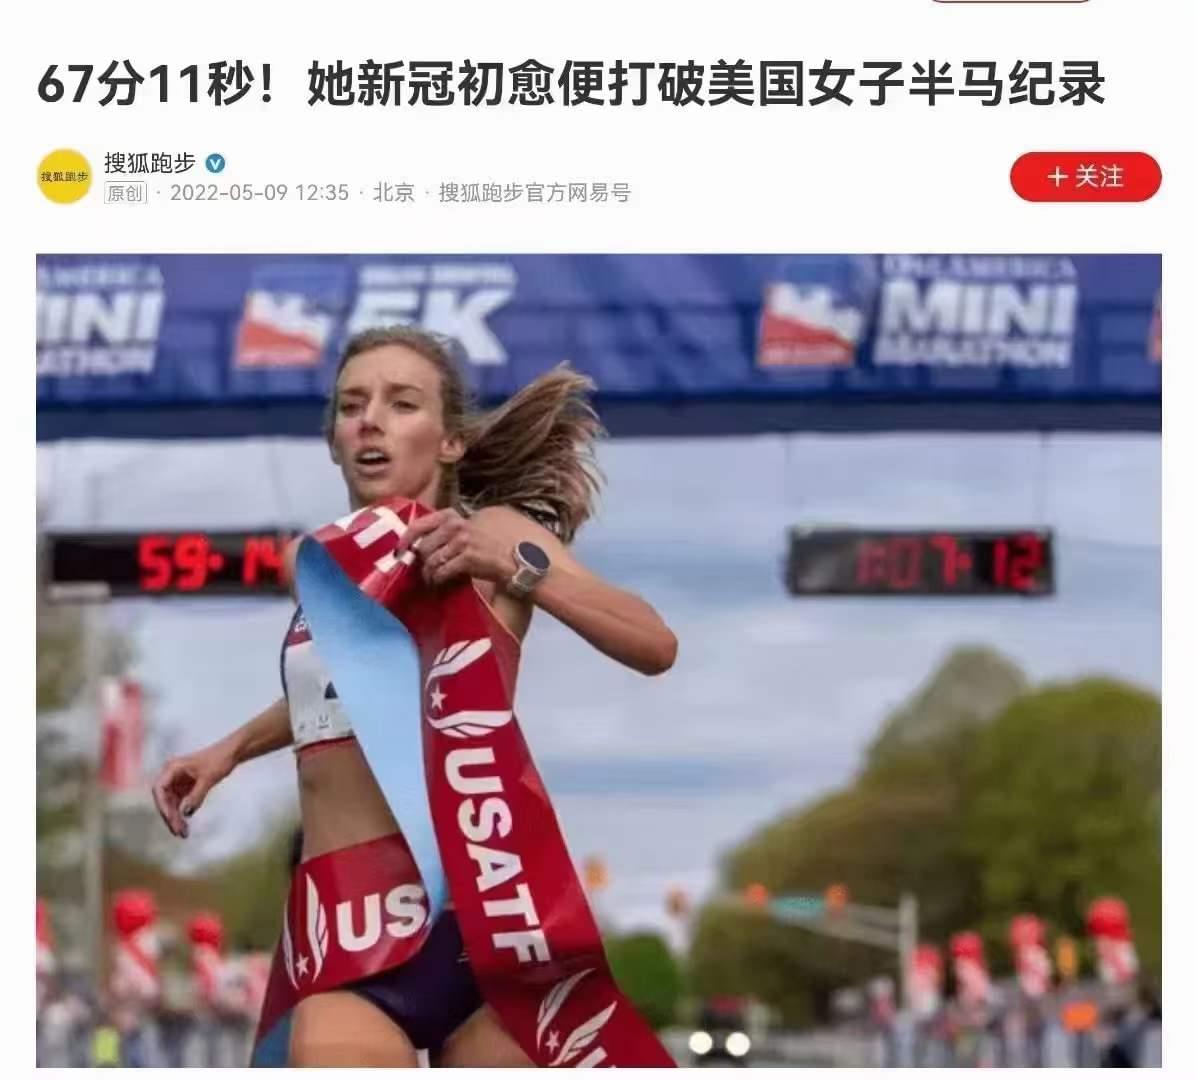 67分11秒！她新冠初愈便打破美国女子半马纪录
搜狐跑步
搜狐跑步
原创 · 2022-05-09 12:35 · 北京 · 搜狐跑步官方网易号
+ 关注
AMERICA
MINI
MARATHON
5K
MINI
MARATHON
59:14
1:07:12
USATF
US